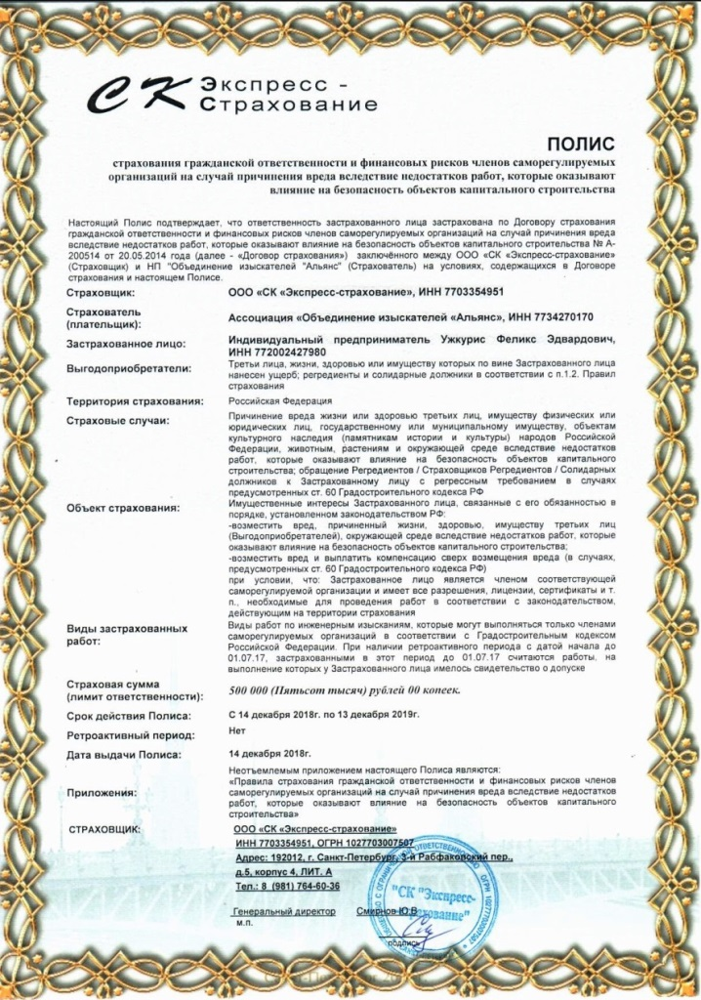 СК Экспресс -
Страхование
ПОЛИС
страхования гражданской ответственности и финансовых рисков членов саморегулируемых
организаций на случай причинения вреда вследствие недостатков работ, которые оказывают
влияние на безопасность объектов капитального строительства
Настоящий Полис подтверждает, что ответственность застрахованного лица застрахована по Договору страхования
гражданской ответственности и финансовых рисков членов саморегулируемых организаций на случай причинения вреда
вследствие недостатков работ, которые оказывают влияние на безопасность объектов капитального строительства № А-
200514 от 20.05.2014 года (далее - «Договор страхования») заключённого между ООО «СК «Экспресс-страхование»
(Страховщик) и НП "Объединение изыскателей "Альянс" (Страхователь) на условиях, содержащихся в Договоре
страхования и настоящем Полисе.
Страховщик: ООО «СК «Экспресс-страхование», ИНН 7703354951
Страхователь
(плательщик): Ассоциация «Объединение изыскателей «Альянс», ИНН 7734270170
Застрахованное лицо: Индивидуальный предприниматель Ужкурис Феликс Эдвардович,
ИНН 772002427980
Выгодоприобретатели: Третьи лица, жизни, здоровью или имуществу которых по вине Застрахованного лица
нанесен ущерб; регредиенты и солидарные должники в соответствии с п.1.2. Правил
страхования
Территория страхования: Российская Федерация
Страховые случаи: Причинение вреда жизни или здоровью третьих лиц, имуществу физических или
юридических лиц, государственному или муниципальному имуществу, объектам
культурного наследия (памятникам истории и культуры) народов Российской
Федерации, животным, растениям и окружающей среде вследствие недостатков
работ, которые оказывают влияние на безопасность объектов капитального
строительства; обращение Регредиентов / Страховщиков Регредиентов / Солидарных
должников к Застрахованному лицу с регрессным требованием в случаях
предусмотренных ст. 60 Градостроительного кодекса РФ
Объект страхования: Имущественные интересы Застрахованного лица, связанные с его обязанностью в
порядке, установленном законодательством РФ:
-возместить вред, причиненный жизни, здоровью, имуществу третьих лиц
(Выгодоприобретателей), окружающей среде вследствие недостатков работ, которые
оказывают влияние на безопасность объектов капитального строительства;
-возместить вред и выплатить компенсацию сверх возмещения вреда (в случаях,
предусмотренных ст. 60 Градостроительного кодекса РФ)
при условии, что: Застрахованное лицо является членом соответствующей
саморегулируемой организации и имеет все разрешения, лицензии, сертификаты и т.
п., необходимые для проведения работ в соответствии с законодательством,
действующим на территории страхования
Виды застрахованных
работ: Виды работ по инженерным изысканиям, которые могут выполняться только членами
саморегулируемых организаций в соответствии с Градостроительным кодексом
Российской Федерации. При наличии ретроактивного периода с датой начала до
01.07.17, застрахованными в этот период до 01.07.17 считаются работы, на
выполнение которых у Застрахованного лица имелось свидетельство о допуске
Страховая сумма
(лимит ответственности): 500 000 (Пятьсот тысяч) рублей 00 копеек.
Срок действия Полиса: С 14 декабря 2018г. по 13 декабря 2019г.
Ретроактивный период: Нет
Дата выдачи Полиса: 14 декабря 2018г.
Приложения: Неотъемлемым приложением настоящего Полиса являются:
«Правила страхования гражданской ответственности и финансовых рисков членов
саморегулируемых организаций на случай причинения вреда вследствие недостатков
работ, которые оказывают влияние на безопасность объектов капитального
строительства»
СТРАХОВЩИК: ООО «СК «Экспресс-страхование»
ИНН 7703354951, ОГРН 1027703007507
Адрес: 192012, г. Санкт-Петербург, 3-й Рабфаковский пер.,
д.5, корпус 4, ЛИТ. А
Тел.: 8 (981) 764-60-36
Генеральный директор Смирнов Ю.В.
м.п.
подпись
"СК "Экспресс-
страхование"